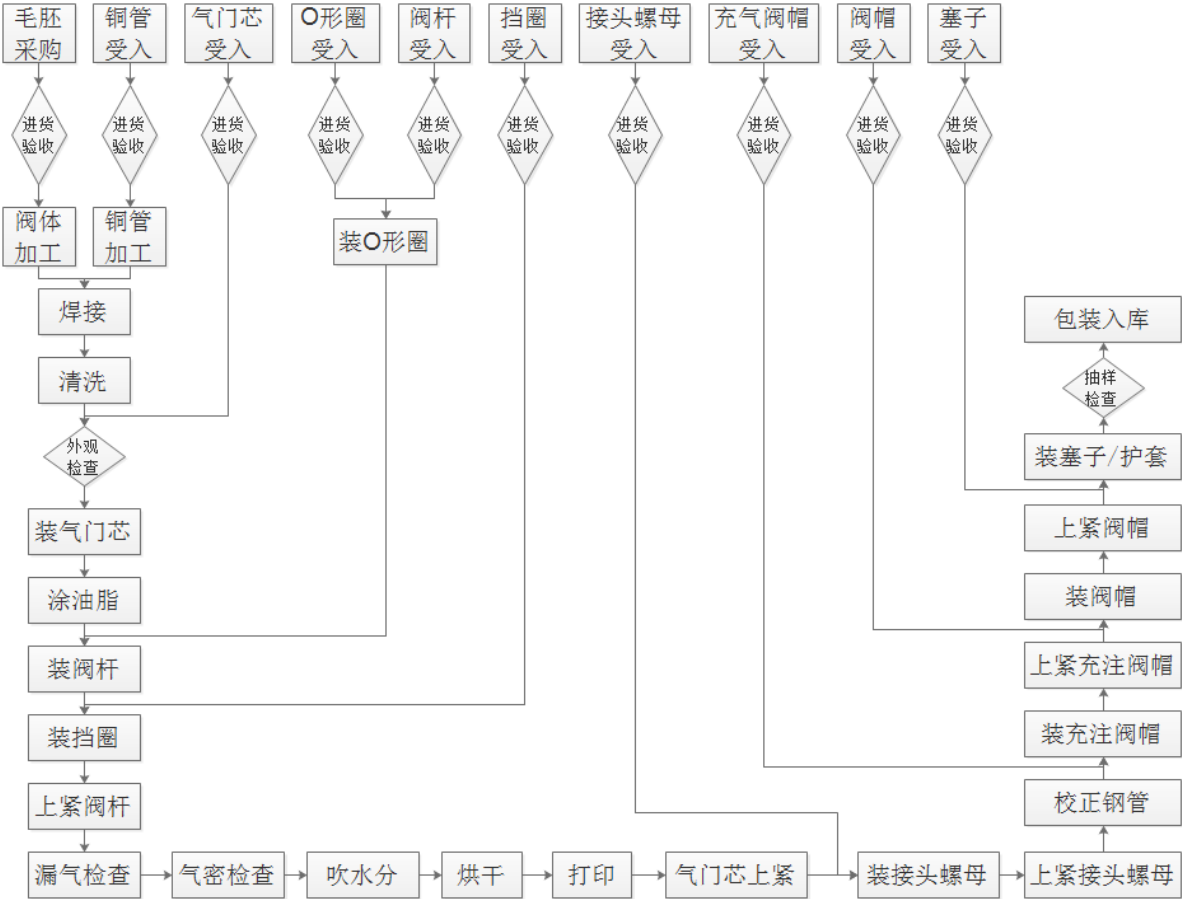 毛胚
采购
铜管
受入
气门芯
受入
O形圈
受入
阀杆
受入
挡圈
受入
接头螺母
受入
充气阀帽
受入
阀帽
受入
塞子
受入
进货
验收
进货
验收
进货
验收
进货
验收
进货
验收
进货
验收
进货
验收
进货
验收
进货
验收
进货
验收
阀体
加工
铜管
加工
装O形圈
焊接
清洗
外观
检查
装气门芯
涂油脂
装阀杆
装挡圈
上紧阀杆
漏气检查
气密检查
吹水分
烘干
打印
气门芯上紧
装接头螺母
上紧接头螺母
校正钢管
装充注阀帽
上紧充注阀帽
装阀帽
上紧阀帽
装塞子/护套
抽样
检查
包装入库